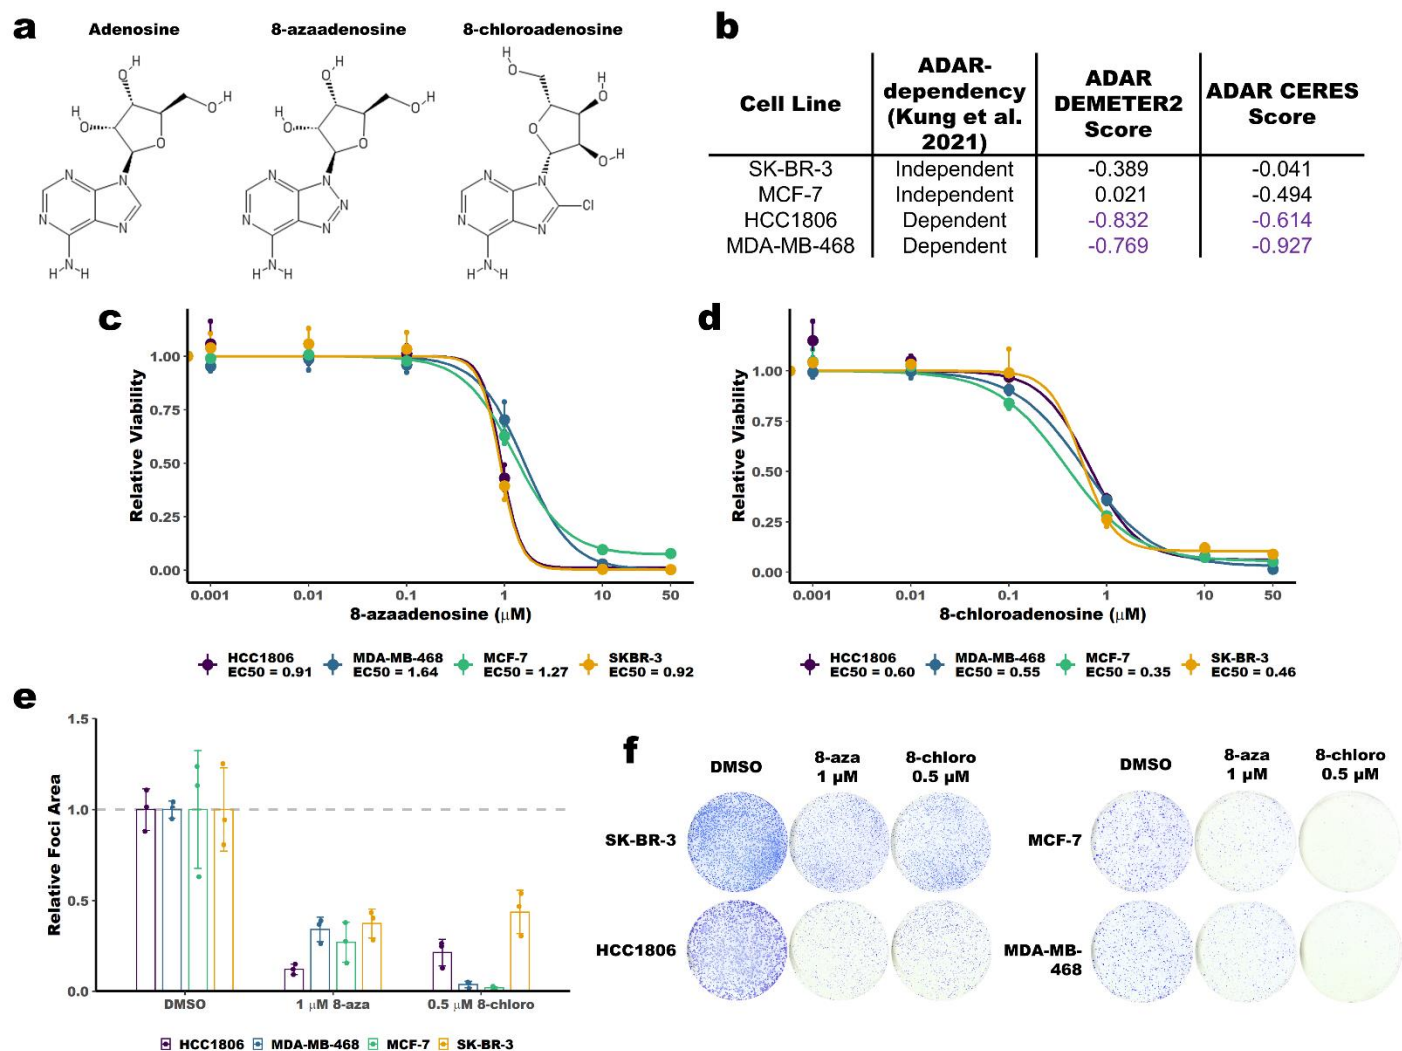 a
Adenosine
8-azaadenosine
8-chloroadenosine
H
O
H
O
O
H
O
N
N
N
N
N
H
H
H
O
H
O
O
H
O
N
N
N
N
N
N
H
H
H
O
H
O
O
O
H
N
N
Cl
N
N
N
H
H
b
Cell Line
ADAR-
dependency
(Kung et al.
2021)
ADAR
DEMETER2
Score
ADAR CERES
Score
SK-BR-3 Independent -0.389 -0.041
MCF-7 Independent 0.021 -0.494
HCC1806 Dependent -0.832 -0.614
MDA-MB-468 Dependent -0.769 -0.927
c
Relative Viability
1.00
0.75
0.50
0.25
0.00
0.001 0.01 0.1 1 10 50
8-azaadenosine (μM)
HCC1806 MDA-MB-468 MCF-7 SKBR-3
EC50 = 0.91 EC50 = 1.64 EC50 = 1.27 EC50 = 0.92
d
Relative Viability
1.00
0.75
0.50
0.25
0.00
0.001 0.01 0.1 1 10 50
8-chloroadenosine (μM)
HCC1806 MDA-MB-468 MCF-7 SK-BR-3
EC50 = 0.60 EC50 = 0.55 EC50 = 0.35 EC50 = 0.46
e
Relative Foci Area
1.5
1.0
0.5
0.0
DMSO 1 μM 8-aza 0.5 μM 8-chloro
HCC1806 MDA-MB-468 MCF-7 SK-BR-3
f
DMSO
8-aza
1 μM
8-chloro
0.5 μM
SK-BR-3
HCC1806
DMSO
8-aza
1 μM
8-chloro
0.5 μM
MCF-7
MDA-MB-
468